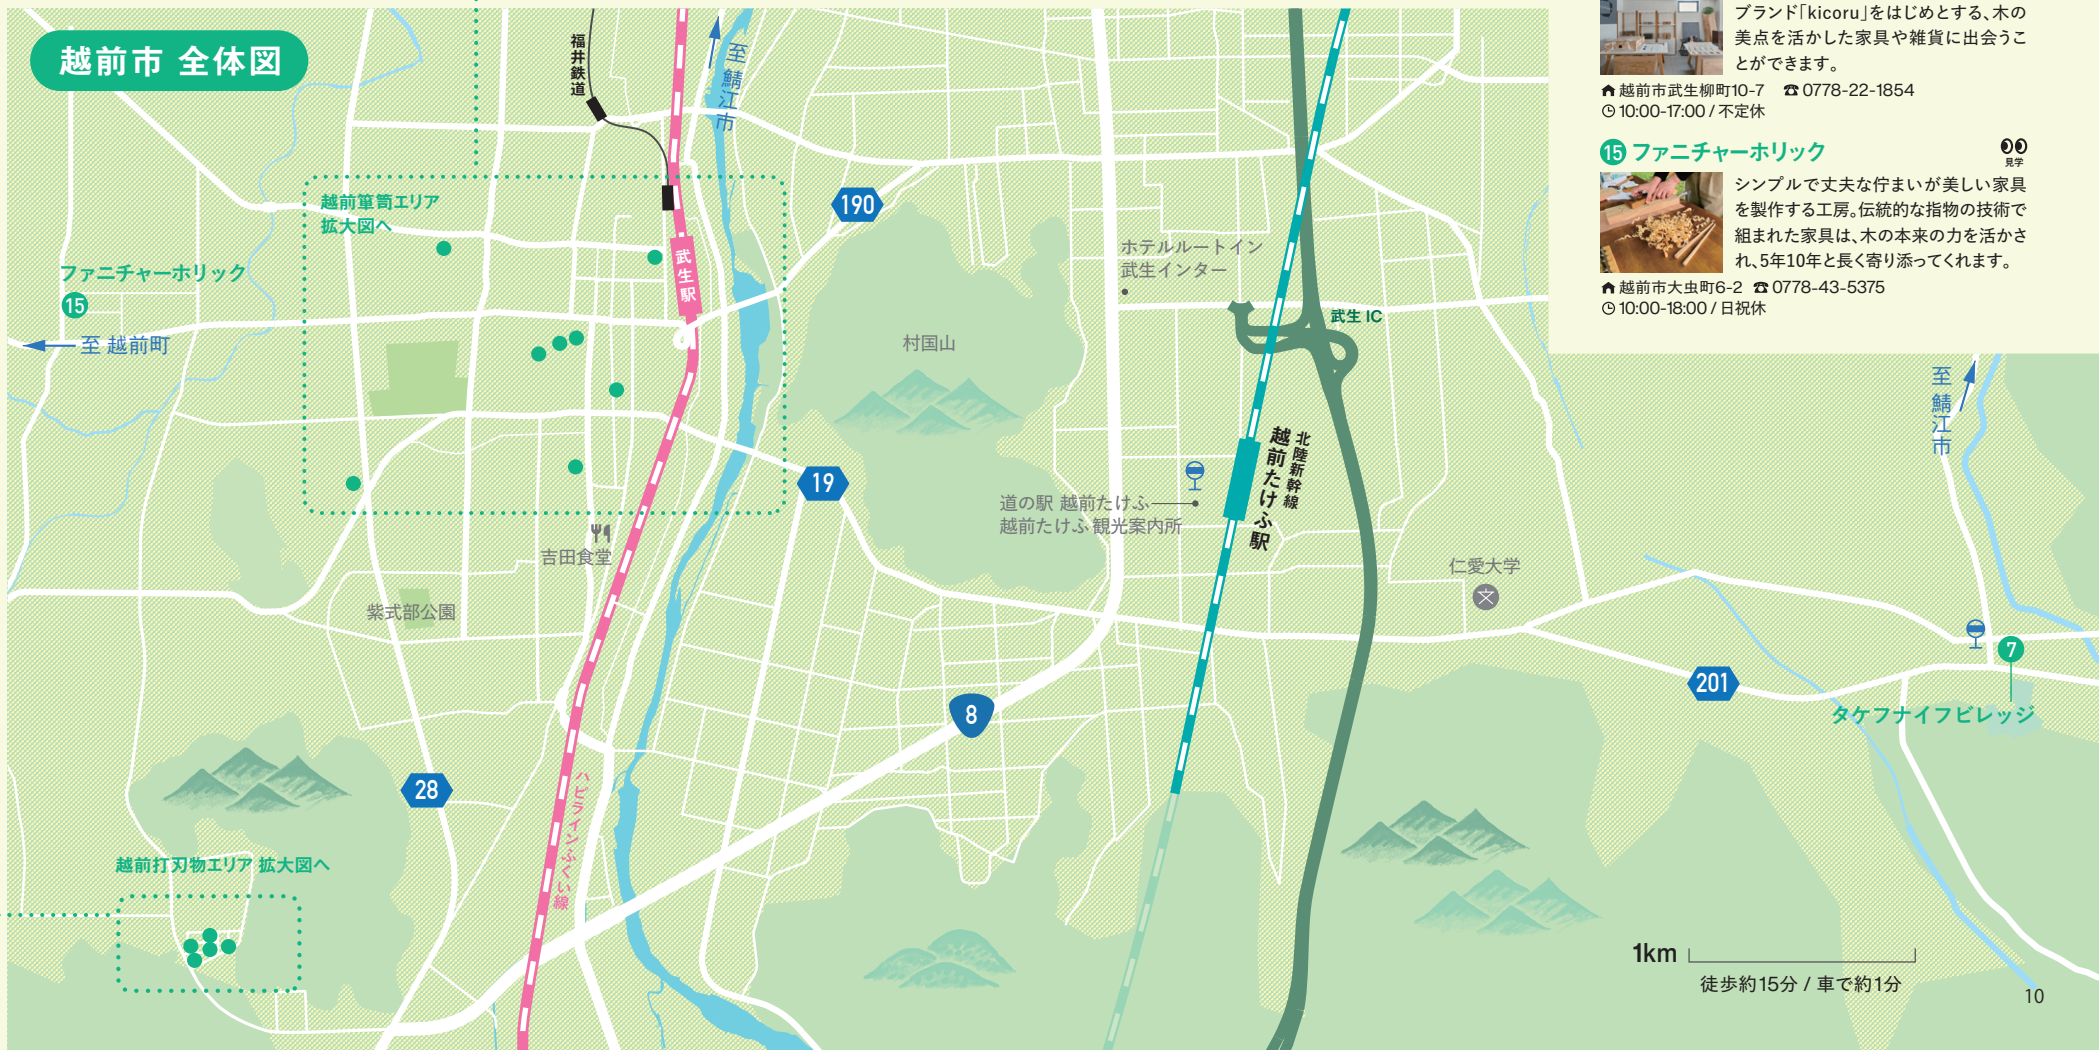 越前市 全体図
福井鉄道
至 鯖江市
越前箪笥エリア
拡大図へ
190
武生駅
ファニチャーホリック
15
至 越前町
ホテルルートイン
武生インター
武生 IC
村国山
北陸新幹線
越前たけふ駅
19
道の駅 越前たけふ
越前たけふ観光案内所
吉田食堂
紫式部公園
仁愛大学
文
至 鯖江市
7
タケフナイフビレッジ
201
8
28
ハピラインふくい線
越前打刃物エリア 拡大図へ
1km
徒歩約15分 / 車で約1分
10
ブランド「kicoru」をはじめとする、木の
美点を活かした家具や雑貨に出会うこ
とができます。
越前市武生柳町10-7 ☎0778-22-1854
10:00-17:00 / 不定休
15 ファニチャーホリック
見学
シンプルで丈夫な佇まいが美しい家具
を製作する工房。伝統的な指物の技術で
組まれた家具は、木の本来の力を活かさ
れ、5年10年と長く寄り添ってくれます。
越前市大虫町6-2 ☎0778-43-5375
10:00-18:00 / 日祝休